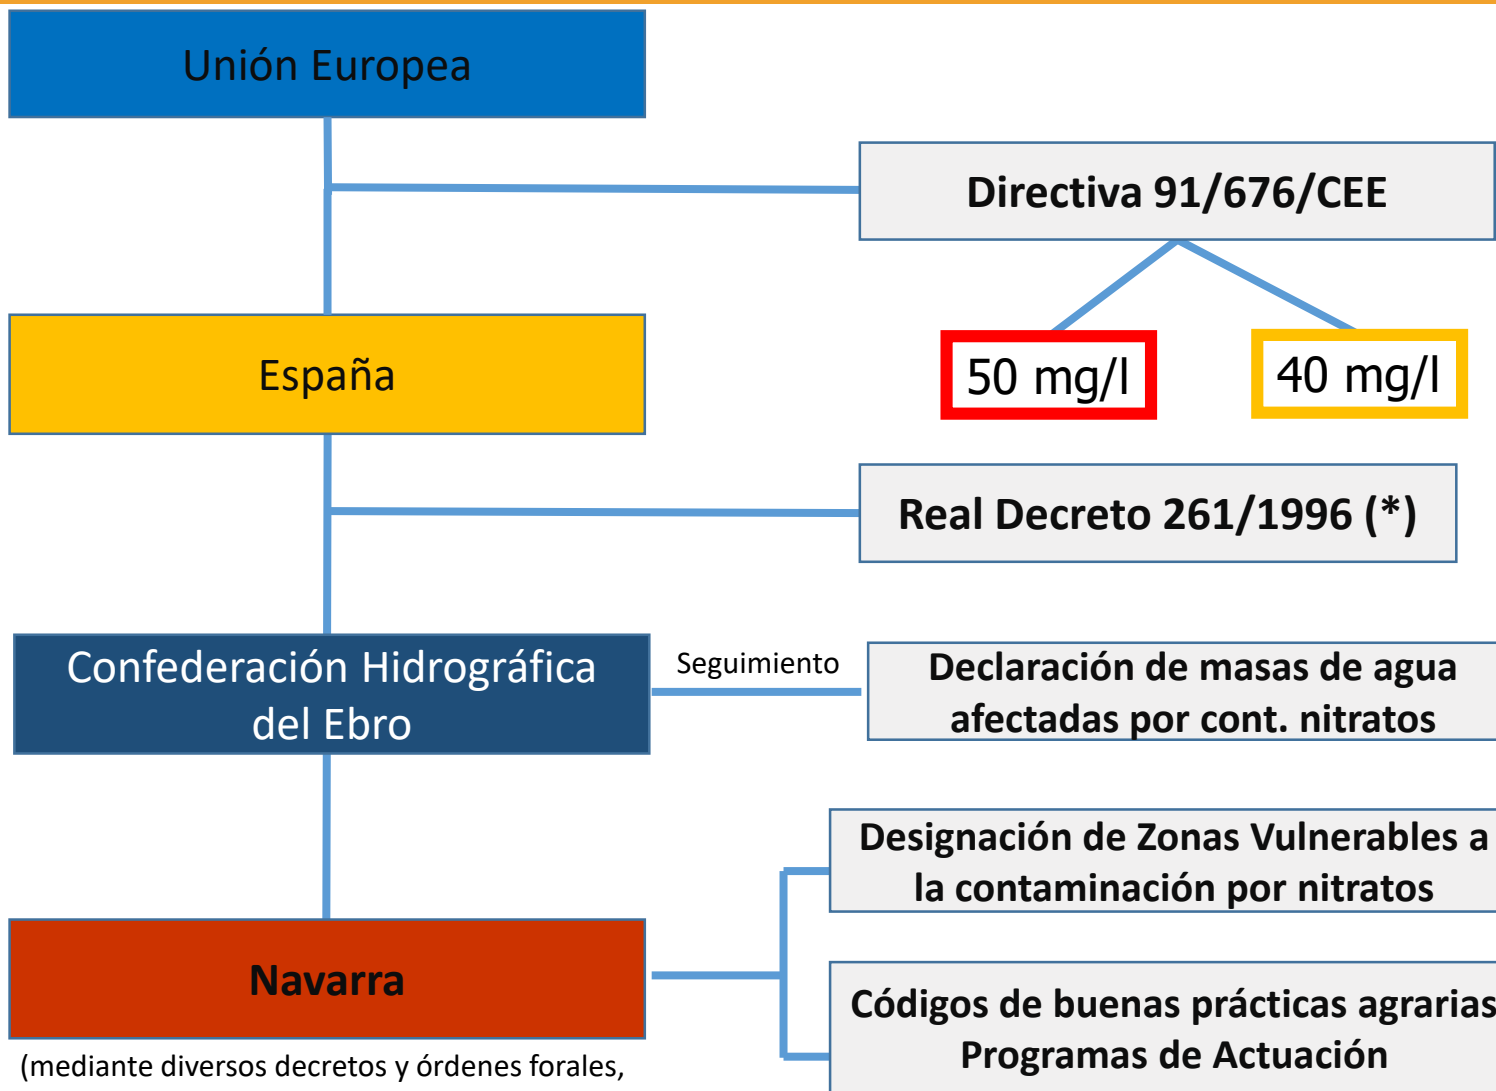 Unión Europea
Directiva 91/676/CEE
50 mg/l
40 mg/l
España
Real Decreto 261/1996 (*)
Confederación Hidrográfica
del Ebro
Seguimiento
Declaración de masas de agua
afectadas por cont. nitratos
Designación de Zonas Vulnerables a
la contaminación por nitratos
Navarra
Códigos de buenas prácticas agrarias
Programas de Actuación
(mediante diversos decretos y órdenes forales,